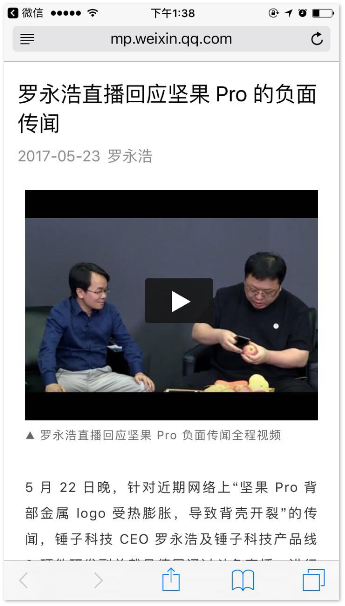 微信 下午1:38
mp.weixin.qq.com
罗永浩直播回应坚果 Pro 的负面
传闻
2017-05-23 罗永浩
▲ 罗永浩直播回应坚果 Pro 负面传闻全程视频
5 月 22 日晚，针对近期网络上“坚果 Pro 背
部金属 logo 受热膨胀，导致背壳开裂”的传
闻，锤子科技 CEO 罗永浩及锤子科技产品线